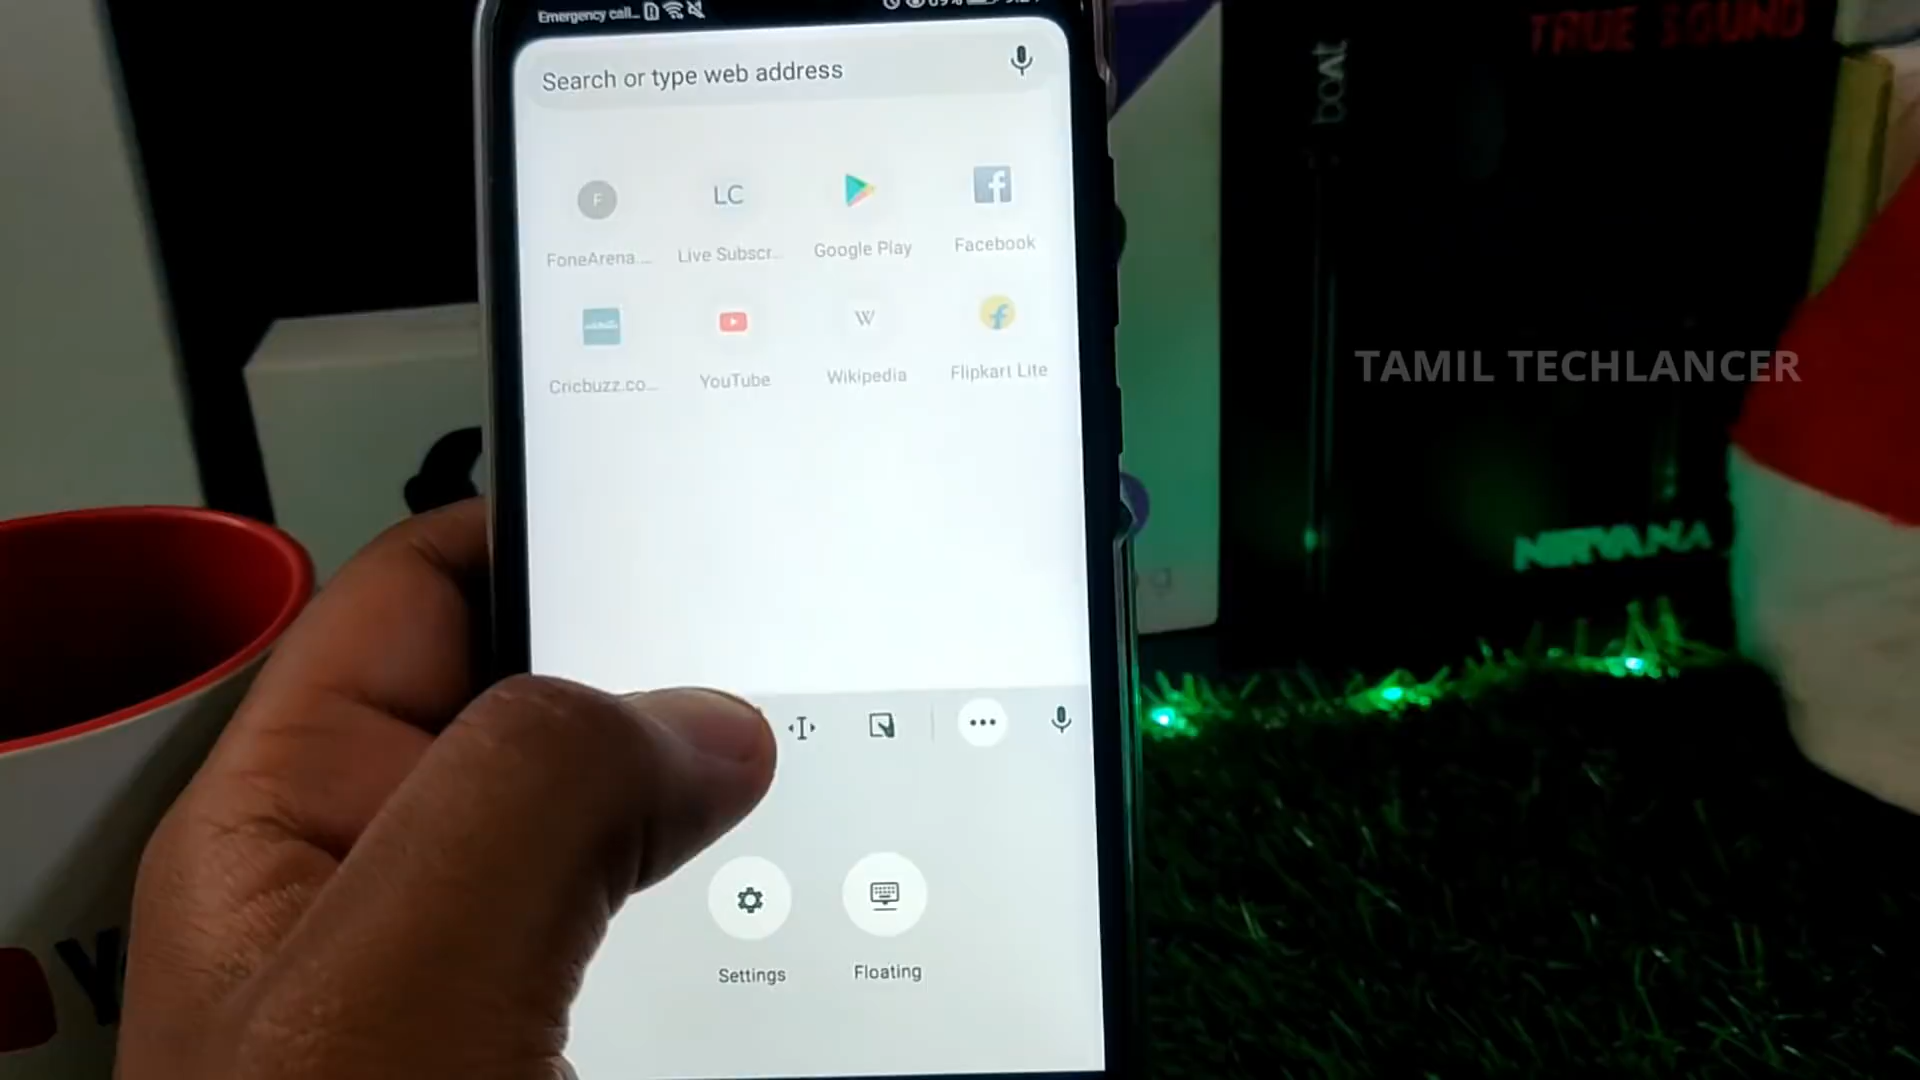 Emergency call...
Search or type web address
F
LC
FoneArena....
Live Subscr...
Google Play
Facebook
W
Cricbuzz.co...
YouTube
Wikipedia
Flipkart Lite
Settings
Floating
TRUE SOUND
boat
TAMIL TECHLANCER
NIRVANA